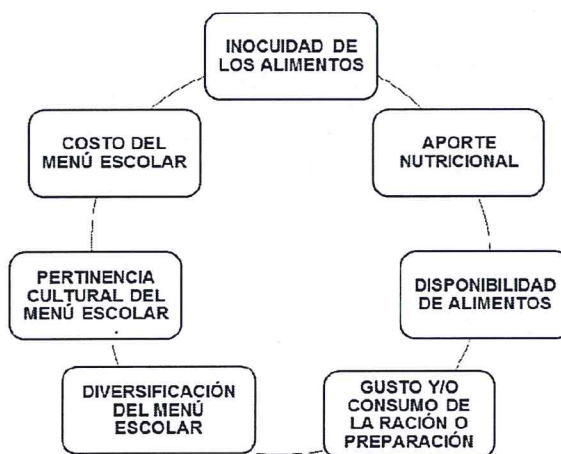 INOCUIDAD DE
LOS ALIMENTOS
APORTE
NUTRICIONAL
DISPONIBILIDAD
DE ALIMENTOS
GUSTO Y/O
CONSUMO DE
LA RACIÓN O
PREPARACIÓN
DIVERSIFICACIÓN
DEL MENÚ
ESCOLAR
PERTINENCIA
CULTURAL DEL
MENÚ ESCOLAR
COSTO DEL
MENÚ ESCOLAR